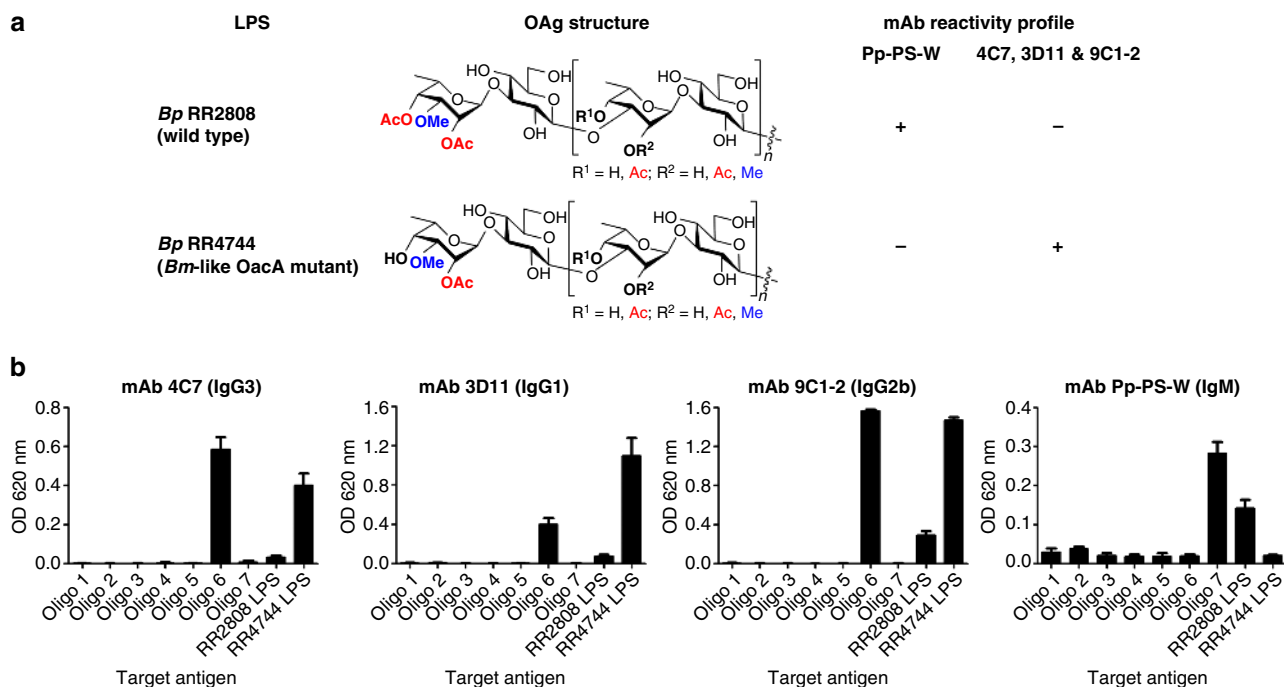 a
LPS OAg structure mAb reactivity profile
Pp-PS-W 4C7, 3D11 & 9C1-2
Bp RR2808
(wild type)
HO OH O O HO O O R¹O O HO OH O O
AcO OMe OAc OH O OR² OH n
+ –
R¹ = H, Ac; R² = H, Ac, Me
Bp RR4744
(Bm-like OacA mutant)
HO OH O O HO O O R¹O O HO OH O O
HO OMe OAc OH O OR² OH n
– +
R¹ = H, Ac; R² = H, Ac, Me
b
mAb 4C7 (IgG3)
OD 620 nm
0.8
0.6
0.4
0.2
0.0
Oligo 1
Oligo 2
Oligo 3
Oligo 4
Oligo 5
Oligo 6
Oligo 7
RR2808 LPS
RR4744 LPS
Target antigen
mAb 3D11 (IgG1)
OD 620 nm
1.6
1.2
0.8
0.4
0.0
Oligo 1
Oligo 2
Oligo 3
Oligo 4
Oligo 5
Oligo 6
Oligo 7
RR2808 LPS
RR4744 LPS
Target antigen
mAb 9C1-2 (IgG2b)
OD 620 nm
1.6
1.2
0.8
0.4
0.0
Oligo 1
Oligo 2
Oligo 3
Oligo 4
Oligo 5
Oligo 6
Oligo 7
RR2808 LPS
RR4744 LPS
Target antigen
mAb Pp-PS-W (IgM)
OD 620 nm
0.4
0.3
0.2
0.1
0.0
Oligo 1
Oligo 2
Oligo 3
Oligo 4
Oligo 5
Oligo 6
Oligo 7
RR2808 LPS
RR4744 LPS
Target antigen